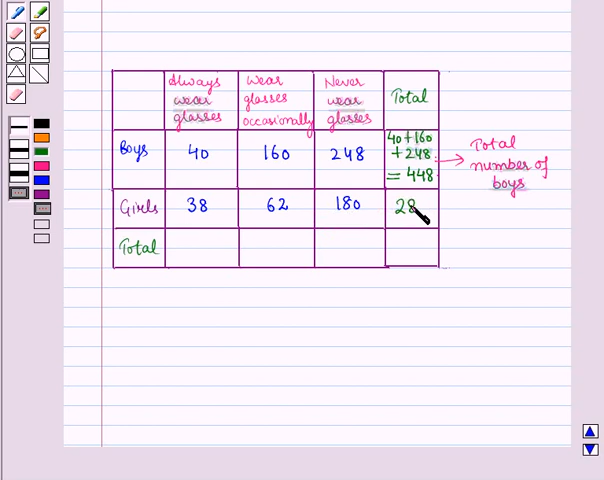 Always wear glasses
Wear glasses occasionally
Never wear glasses
Total
Boys
40
160
248
40+160
+248
= 448
→ Total
number of
boys
Girls
38
62
180
28
Total